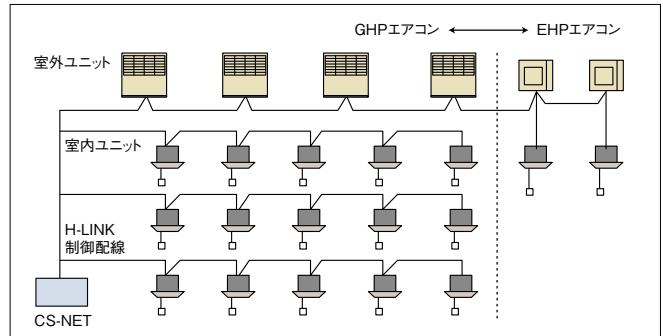 GHPエアコン
EHPエアコン
室外ユニット
室内ユニット
H-LINK
制御配線
CS-NET